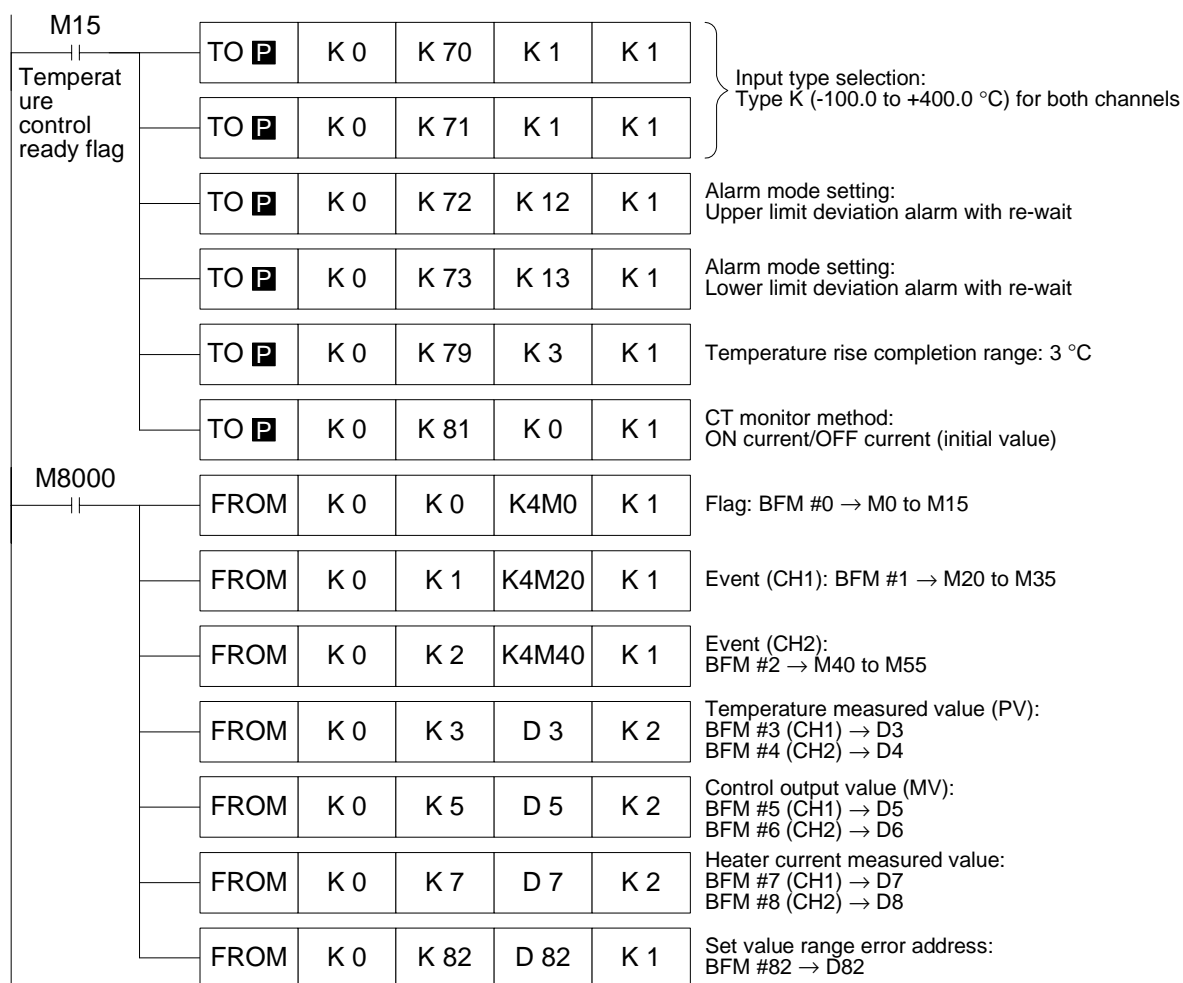 M15
Temperat
ure
control
ready flag
TO P K 0 K 70 K 1 K 1
TO P K 0 K 71 K 1 K 1
Input type selection:
Type K (-100.0 to +400.0 °C) for both channels
TO P K 0 K 72 K 12 K 1
Alarm mode setting:
Upper limit deviation alarm with re-wait
TO P K 0 K 73 K 13 K 1
Alarm mode setting:
Lower limit deviation alarm with re-wait
TO P K 0 K 79 K 3 K 1
Temperature rise completion range: 3 °C
TO P K 0 K 81 K 0 K 1
CT monitor method:
ON current/OFF current (initial value)
M8000
FROM K 0 K 0 K4M0 K 1
Flag: BFM #0 → M0 to M15
FROM K 0 K 1 K4M20 K 1
Event (CH1): BFM #1 → M20 to M35
FROM K 0 K 2 K4M40 K 1
Event (CH2):
BFM #2 → M40 to M55
FROM K 0 K 3 D 3 K 2
Temperature measured value (PV):
BFM #3 (CH1) → D3
BFM #4 (CH2) → D4
FROM K 0 K 5 D 5 K 2
Control output value (MV):
BFM #5 (CH1) → D5
BFM #6 (CH2) → D6
FROM K 0 K 7 D 7 K 2
Heater current measured value:
BFM #7 (CH1) → D7
BFM #8 (CH2) → D8
FROM K 0 K 82 D 82 K 1
Set value range error address:
BFM #82 → D82